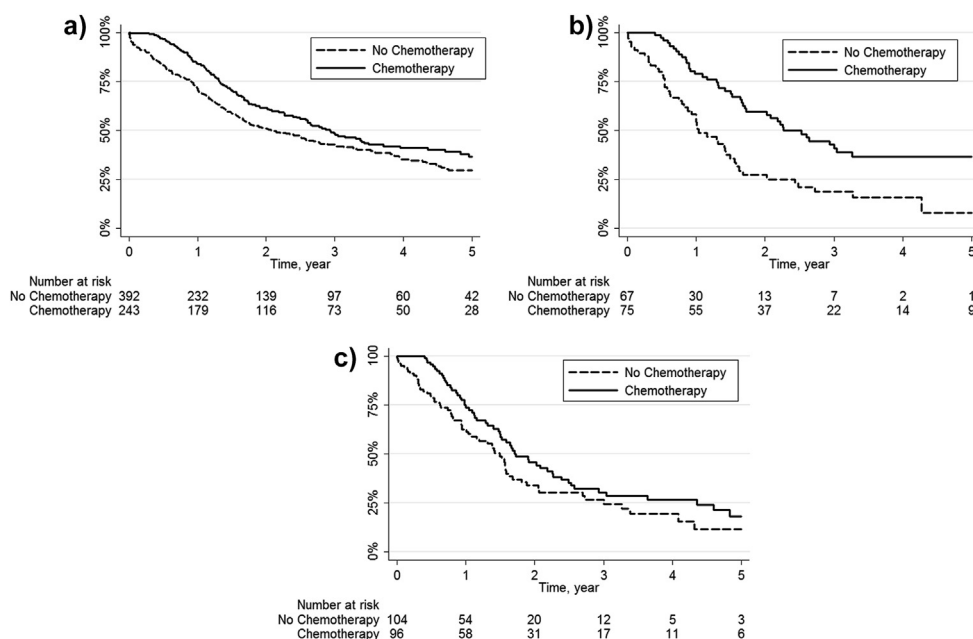 a)
100%
75%
50%
25%
0%
No Chemotherapy
Chemotherapy
0 1 2 3 4 5
Time, year
Number at risk
No Chemotherapy 392 232 139 97 60 42
Chemotherapy 243 179 116 73 50 28
b)
100%
75%
50%
25%
0%
No Chemotherapy
Chemotherapy
0 1 2 3 4 5
Time, year
Number at risk
No Chemotherapy 67 30 13 7 2 1
Chemotherapy 75 55 37 22 14 9
c)
100
75%
50%
25%
0%
No Chemotherapy
Chemotherapy
0 1 2 3 4 5
Time, year
Number at risk
No Chemotherapy 104 54 20 12 5 3
Chemotherapy 96 58 31 17 11 6